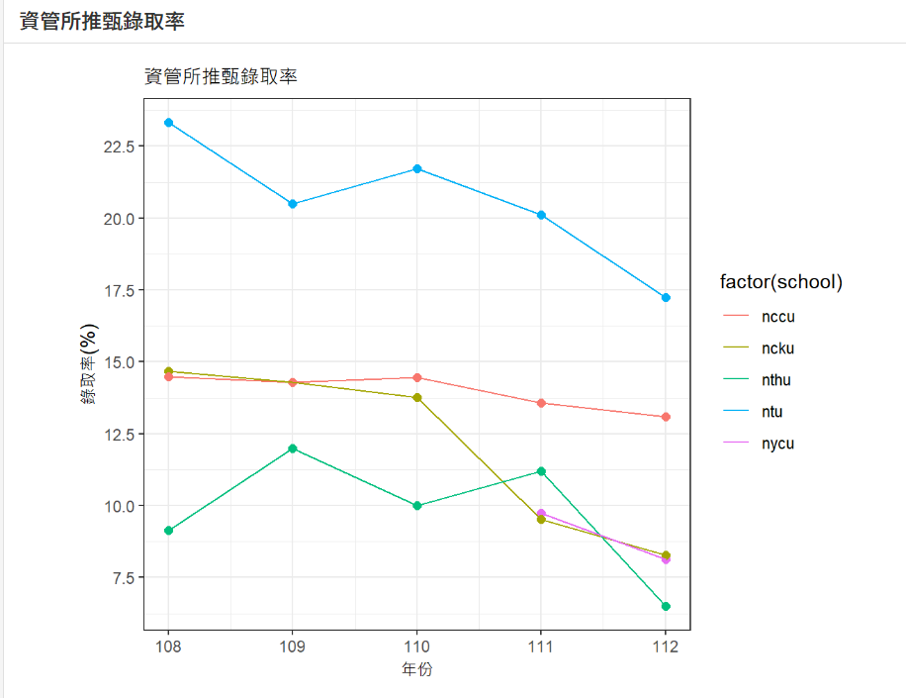 資管所推甄錄取率
資管所推甄錄取率
22.5
20.0
17.5
15.0
12.5
10.0
7.5
錄取率(%)
108 109 110 111 112
年份
factor(school)
nccu
ncku
nthu
ntu
nycu